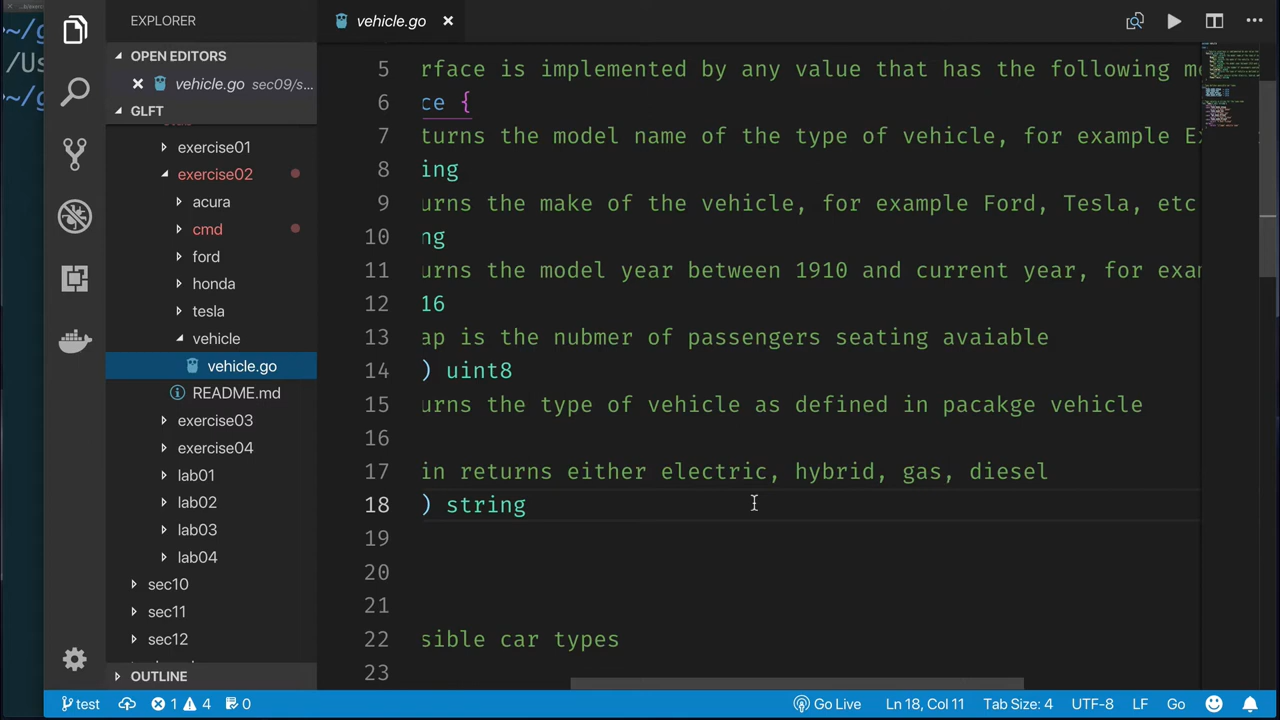 ~/g
/Us
~/g
EXPLORER
OPEN EDITORS
vehicle.go sec09/s...
GLFT
exercise01
exercise02
acura
cmd
ford
honda
tesla
vehicle
vehicle.go
README.md
exercise03
exercise04
lab01
lab02
lab03
lab04
sec10
sec11
sec12
OUTLINE
vehicle.go
5 rface is implemented by any value that has the following me
6 ce {
7 turns the model name of the type of vehicle, for example Ex
8 ing
9 urns the make of the vehicle, for example Ford, Tesla, etc
10 ng
11 urns the model year between 1910 and current year, for exam
12 16
13 ap is the nubmer of passengers seating avaiable
14 ) uint8
15 urns the type of vehicle as defined in pacakge vehicle
16
17 in returns either electric, hybrid, gas, diesel
18 ) string
19
20
21
22 sible car types
23
test 1 4 0 Go Live Ln 18, Col 11 Tab Size: 4 UTF-8 LF Go